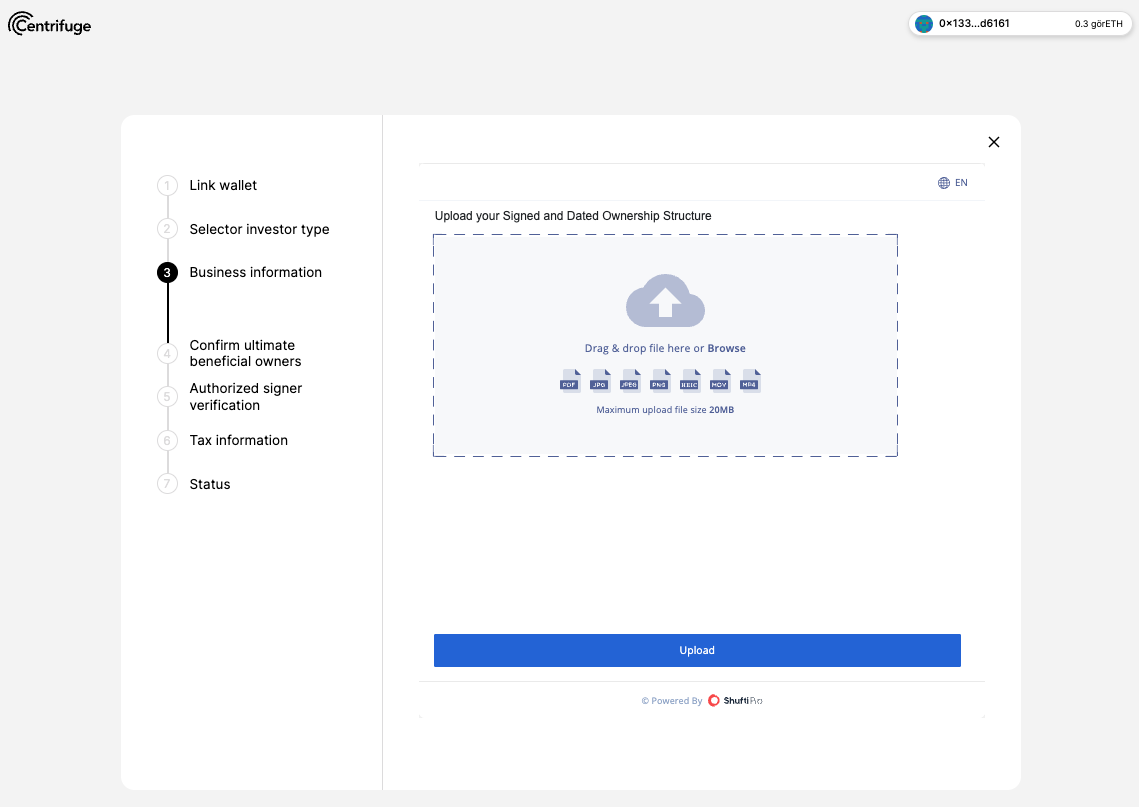 Centrifuge
0x133...d6161
0.3 görETH
1 Link wallet
2 Selector investor type
3 Business information
4 Confirm ultimate
beneficial owners
5 Authorized signer
verification
6 Tax information
7 Status
EN
Upload your Signed and Dated Ownership Structure
Drag & drop file here or Browse
PDF JPG JPEG PNG HEIC MOV MP4
Maximum upload file size 20MB
Upload
© Powered By Shufti Pro